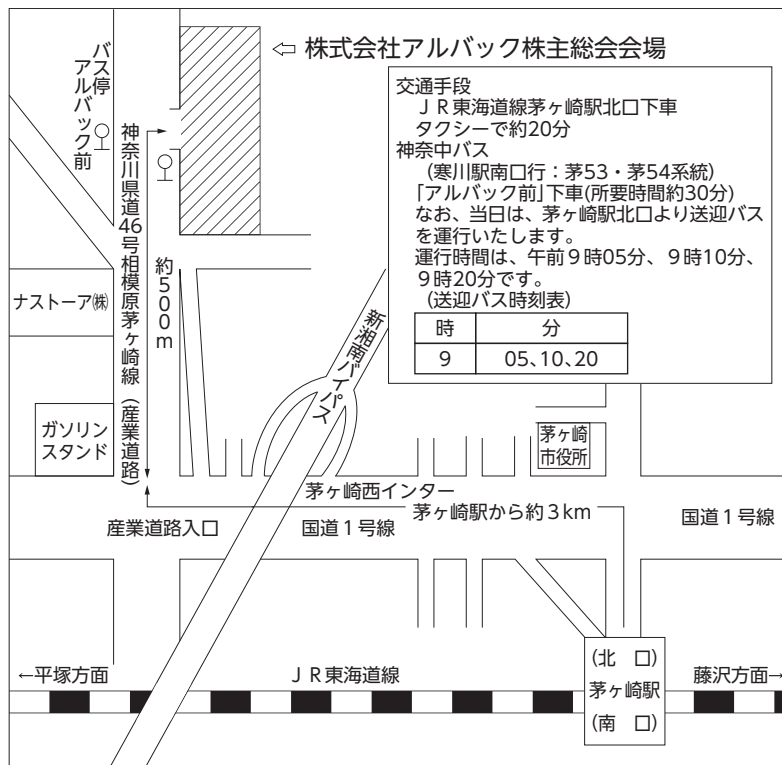 ⇦ 株式会社アルバック株主総会会場
交通手段
ＪＲ東海道線茅ヶ崎駅北口下車
タクシーで約20分
神奈中バス
(寒川駅南口行：茅53・茅54系統)
「アルバック前」下車(所要時間約30分)
なお、当日は、茅ヶ崎駅北口より送迎バス
を運行いたします。
運行時間は、午前９時05分、９時10分、
９時20分です。
(送迎バス時刻表)
時 分
9 05、10、20
バス停
アルバック前
神奈川県道46号相模原茅ヶ崎線（産業道路）
約500m
ナストーア㈱
ガソリン
スタンド
新湘南バイパス
茅ヶ崎
市役所
茅ヶ崎西インター
茅ヶ崎駅から約３km
産業道路入口
国道１号線
国道１号線
←平塚方面
ＪＲ東海道線
(北　口)
茅ヶ崎駅
(南　口)
藤沢方面→